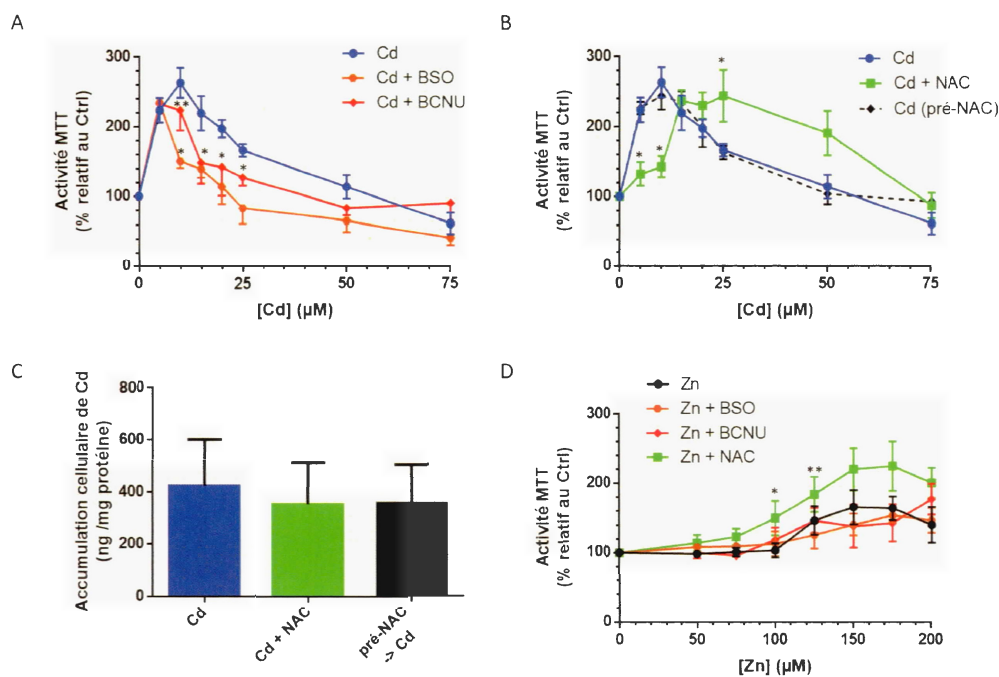 A
Activité MTT
(% relatif au Ctrl)
300
200
100
0
Cd
Cd + BSO
Cd + BCNU
**
*
*
*
*
0
25
50
75
[Cd] (µM)
B
Activité MTT
(% relatif au Ctrl)
300
200
100
0
Cd
Cd + NAC
Cd (pré-NAC)
*
*
*
0
25
50
75
[Cd] (µM)
C
Accumulation cellulaire de Cd
(ng /mg protéine)
800
600
400
200
0
Cd
Cd + NAC
pré-NAC
-> Cd
D
Zn
Zn + BSO
Zn + BCNU
Zn + NAC
Activité MTT
(% relatif au Ctrl)
300
200
100
0
*
**
0
50
100
150
200
[Zn] (µM)